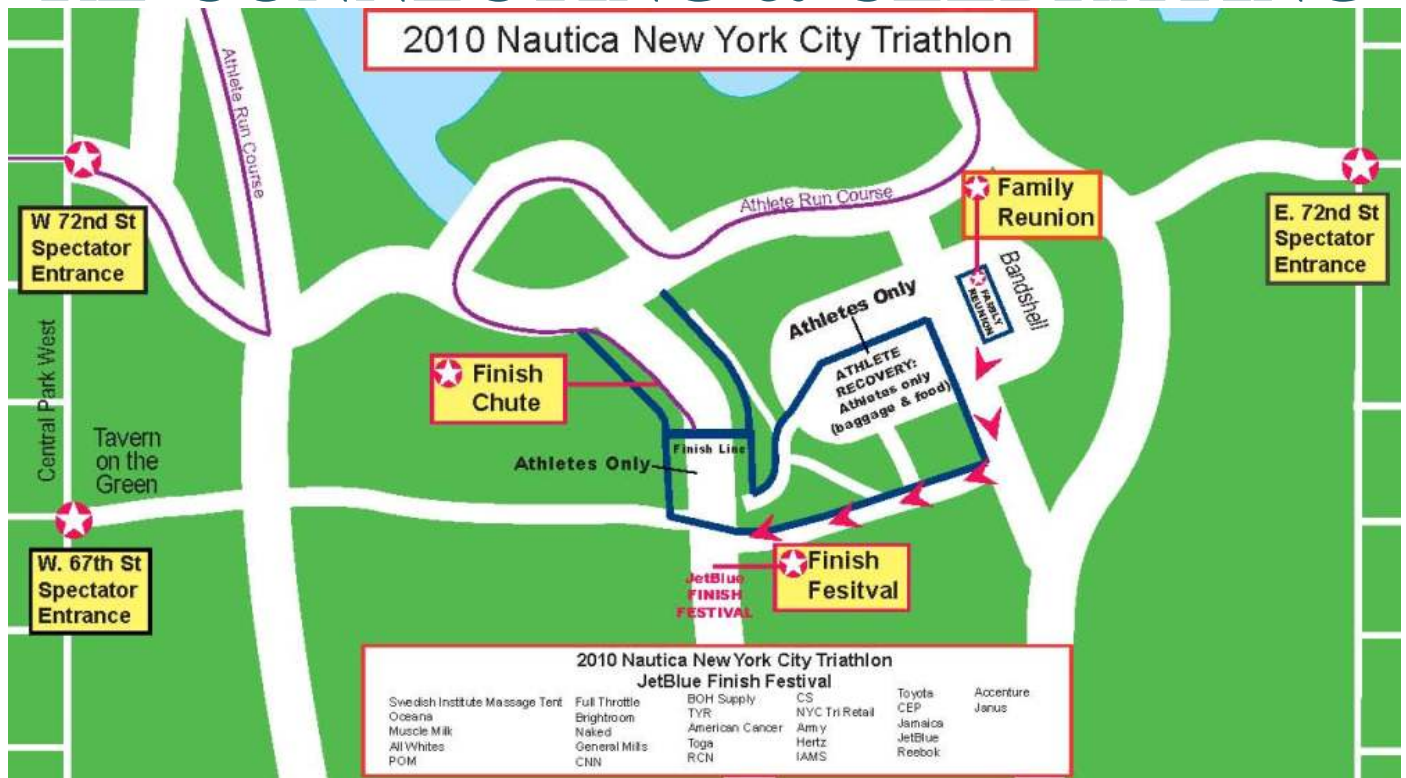 2010 Nautica New York City Triathlon
Athlete Run Course
W 72nd St
Spectator
Entrance
Athlete Run Course
Family
Reunion
E. 72nd St
Spectator
Entrance
Bandshell
FAMILY
REUNION
Athletes Only
ATHLETE
RECOVERY:
Athletes only
(baggage & food)
Finish
Chute
Finish Line
Athletes Only
Central Park West
Tavern
on the
Green
W. 67th St
Spectator
Entrance
Finish
Fesitval
JetBlue
FINISH
FESTIVAL
2010 Nautica New York City Triathlon
JetBlue Finish Festival
Swedish Institute Massage Tent
Oceana
Muscle Milk
All Whites
POM
Full Throttle
Brightroom
Naked
General Mills
CNN
BOH Supply
TYR
American Cancer
Toga
RCN
CS
NYC Tri Retail
Army
Hertz
IAMS
Toyota
CEP
Jamaica
JetBlue
Reebok
Accenture
Janus